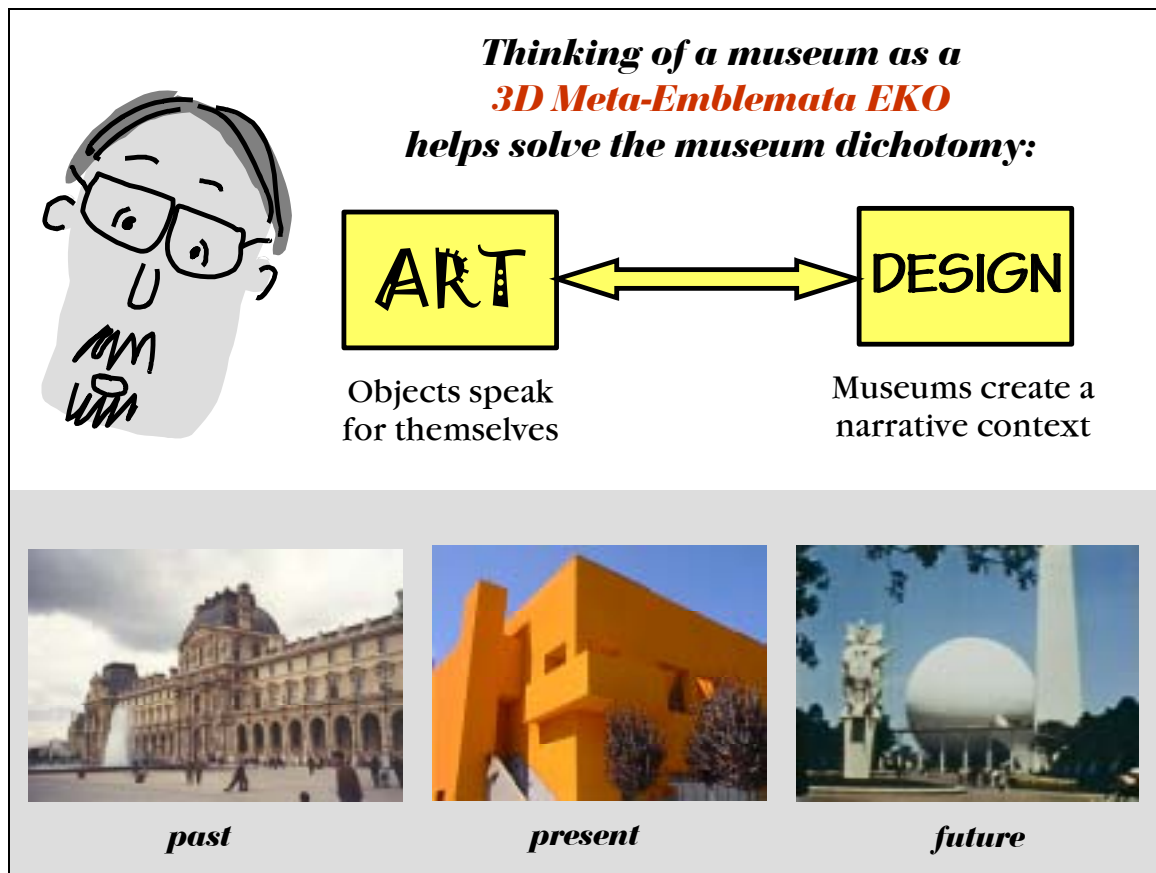 Thinking of a museum as a
3D Meta-Emblemata EKO
helps solve the museum dichotomy:
ART
DESIGN
Objects speak
for themselves
Museums create a
narrative context
past
present
future